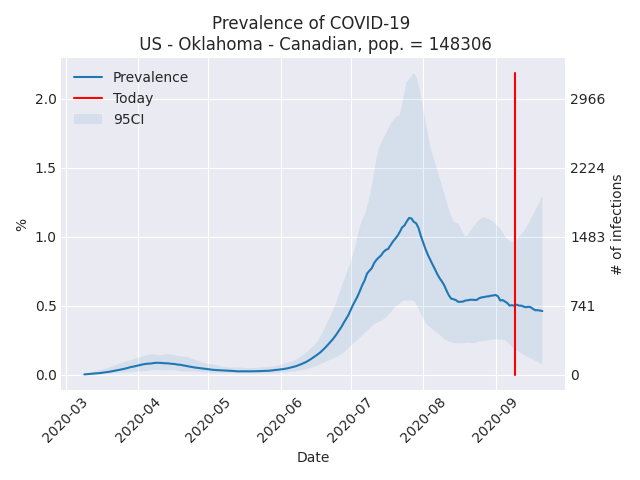 Prevalence of COVID-19
US - Oklahoma - Canadian, pop. = 148306
Prevalence
Today
95CI
2.0
1.5
1.0
0.5
0.0
%
2966
2224
1483
741
0
# of infections
2020-03
2020-04
2020-05
2020-06
2020-07
2020-08
2020-09
Date